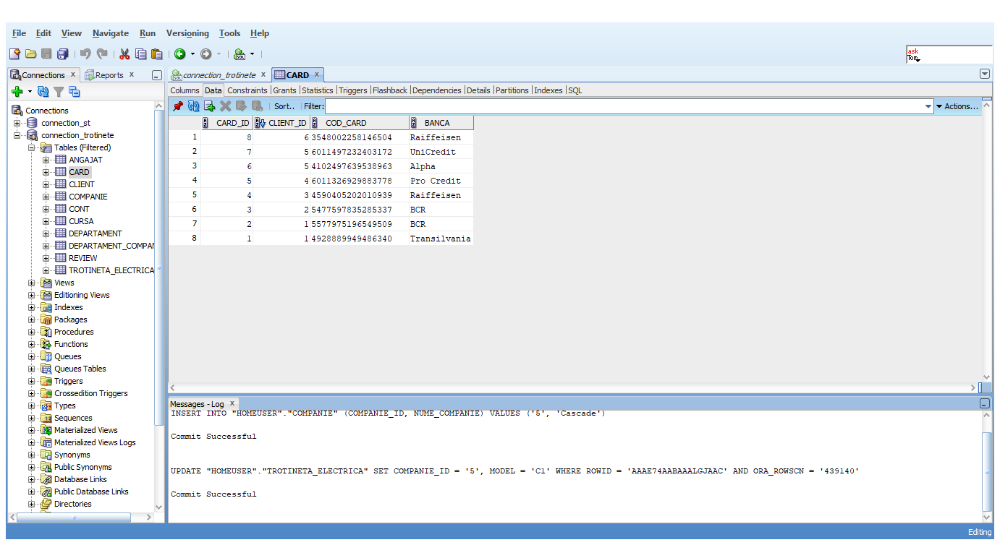 File Edit View Navigate Run Versioning Tools Help
ask
Tom
Connections x Reports x
connection_trotinete x CARD x
Columns Data Constraints Grants Statistics Triggers Flashback Dependencies Details Partitions Indexes SQL
Sort.. Filter: Actions...
Connections
connection_st
connection_trotinete
Tables (Filtered)
ANGAJAT
CARD
CLIENT
COMPANIE
CONT
CURSA
DEPARTAMENT
DEPARTAMENT_COMPAN
REVIEW
TROTINETA_ELECTRICA
Views
Editioning Views
Indexes
Packages
Procedures
Functions
Queues
Queues Tables
Triggers
Crossedition Triggers
Types
Sequences
Materialized Views
Materialized Views Logs
Synonyms
Public Synonyms
Database Links
Public Database Links
Directories
CARD_ID CLIENT_ID COD_CARD BANCA
1 8 6 3548002258146504 Raiffeisen
2 7 5 6011497232403172 UniCredit
3 6 5 4102497639538963 Alpha
4 5 4 6011326929883778 Pro Credit
5 4 3 4590405202010939 Raiffeisen
6 3 2 5477597835285337 BCR
7 2 1 5577975196549509 BCR
8 1 1 4928889949486340 Transilvania
Messages - Log x
INSERT INTO "HOMEUSER"."COMPANIE" (COMPANIE_ID, NUME_COMPANIE) VALUES ('5', 'Cascade')
Commit Successful
UPDATE "HOMEUSER"."TROTINETA_ELECTRICA" SET COMPANIE_ID = '5', MODEL = 'C1' WHERE ROWID = 'AAAE74AABAAALGJAAC' AND ORA_ROWSCN = '439140'
Commit Successful
Editing